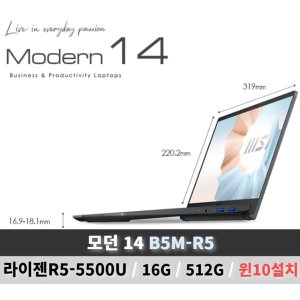 Live in everyday passion
Modern 14
Business & Productivity Laptops
319mm
220.2mm
msi
16.9-18.1mm
모던 14 B5M-R5
라이젠R5-5500U / 16G / 512G / 윈10설치